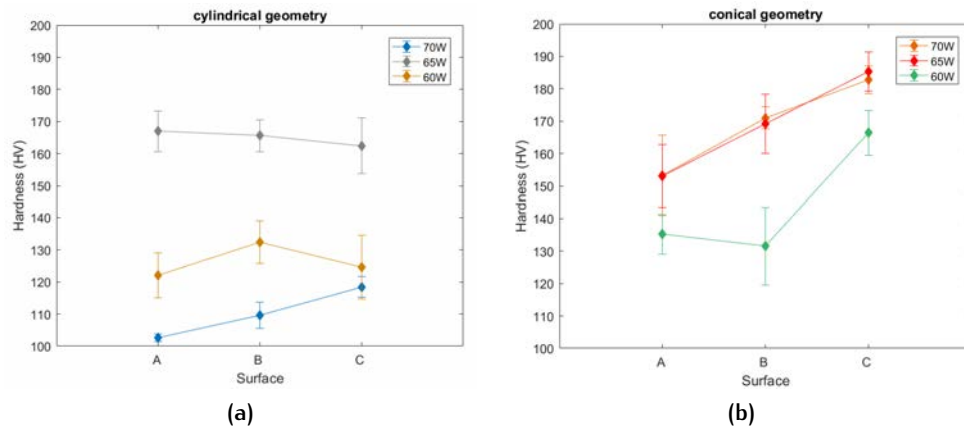 cylindrical geometry
200
190
180
170
160
150
140
130
120
110
100
Hardness (HV)
70W
65W
60W
A
B
C
Surface
(a)
conical geometry
200
190
180
170
160
150
140
130
120
110
100
Hardness (HV)
70W
65W
60W
A
B
C
Surface
(b)